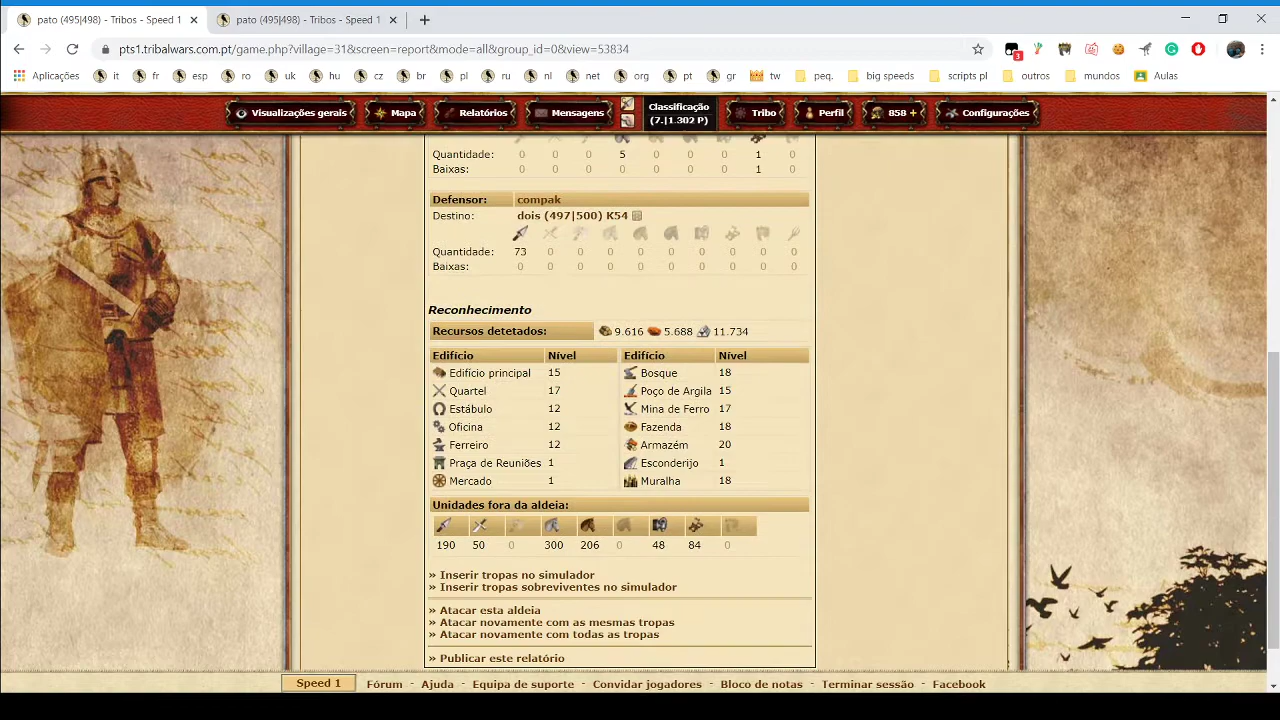 pato (495|498) - Tribos - Speed 1 × pato (495|498) - Tribos - Speed 1 ×
pts1.tribalwars.com.pt/game.php?village=31&screen=report&mode=all&group_id=0&view=53834
3
Aplicações it fr esp ro uk hu cz br pl ru nl net org pt gr tw peq. big speeds scripts pl outros mundos Aulas
Visualizações gerais Mapa Relatórios Mensagens Classificação (7.|1.302 P) Tribo Perfil 858 + Configurações
Quantidade: 0 0 0 5 0 0 0 0 1 0
Baixas: 0 0 0 0 0 0 0 0 1 0
Defensor: compak
Destino: dois (497|500) K54
Quantidade: 73 0 0 0 0 0 0 0 0 0
Baixas: 0 0 0 0 0 0 0 0 0 0
Reconhecimento
Recursos detetados: 9.616 5.688 11.734
Edifício Nível Edifício Nível
Edifício principal 15 Bosque 18
Quartel 17 Poço de Argila 15
Estábulo 12 Mina de Ferro 17
Oficina 12 Fazenda 18
Ferreiro 12 Armazém 20
Praça de Reuniões 1 Esconderijo 1
Mercado 1 Muralha 18
Unidades fora da aldeia:
190 50 0 300 206 0 48 84 0
» Inserir tropas no simulador
» Inserir tropas sobreviventes no simulador
» Atacar esta aldeia
» Atacar novamente com as mesmas tropas
» Atacar novamente com todas as tropas
» Publicar este relatório
Speed 1 Fórum - Ajuda - Equipa de suporte - Convidar jogadores - Bloco de notas - Terminar sessão - Facebook